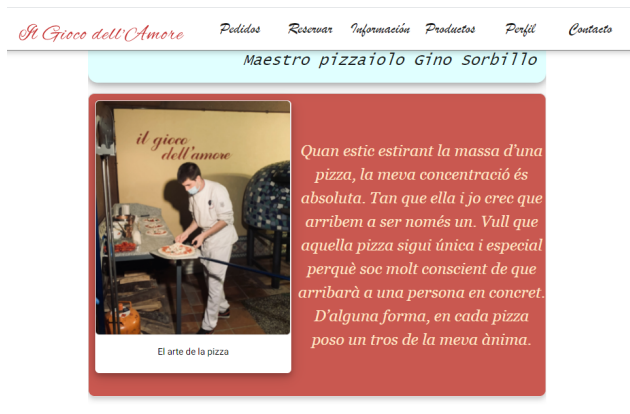 Il Gioco dell'Amore
Pedidos Reservar Información Productos Perfil Contacto
Maestro pizzaiolo Gino Sorbillo
il gioco
dell'amore
Quan estic estirant la massa d'una
pizza, la meva concentració és
absoluta. Tan que ella i jo crec que
arribem a ser només un. Vull que
aquella pizza sigui única i especial
perquè soc molt conscient de que
arribarà a una persona en concret.
D'alguna forma, en cada pizza
poso un tros de la meva ànima.
El arte de la pizza